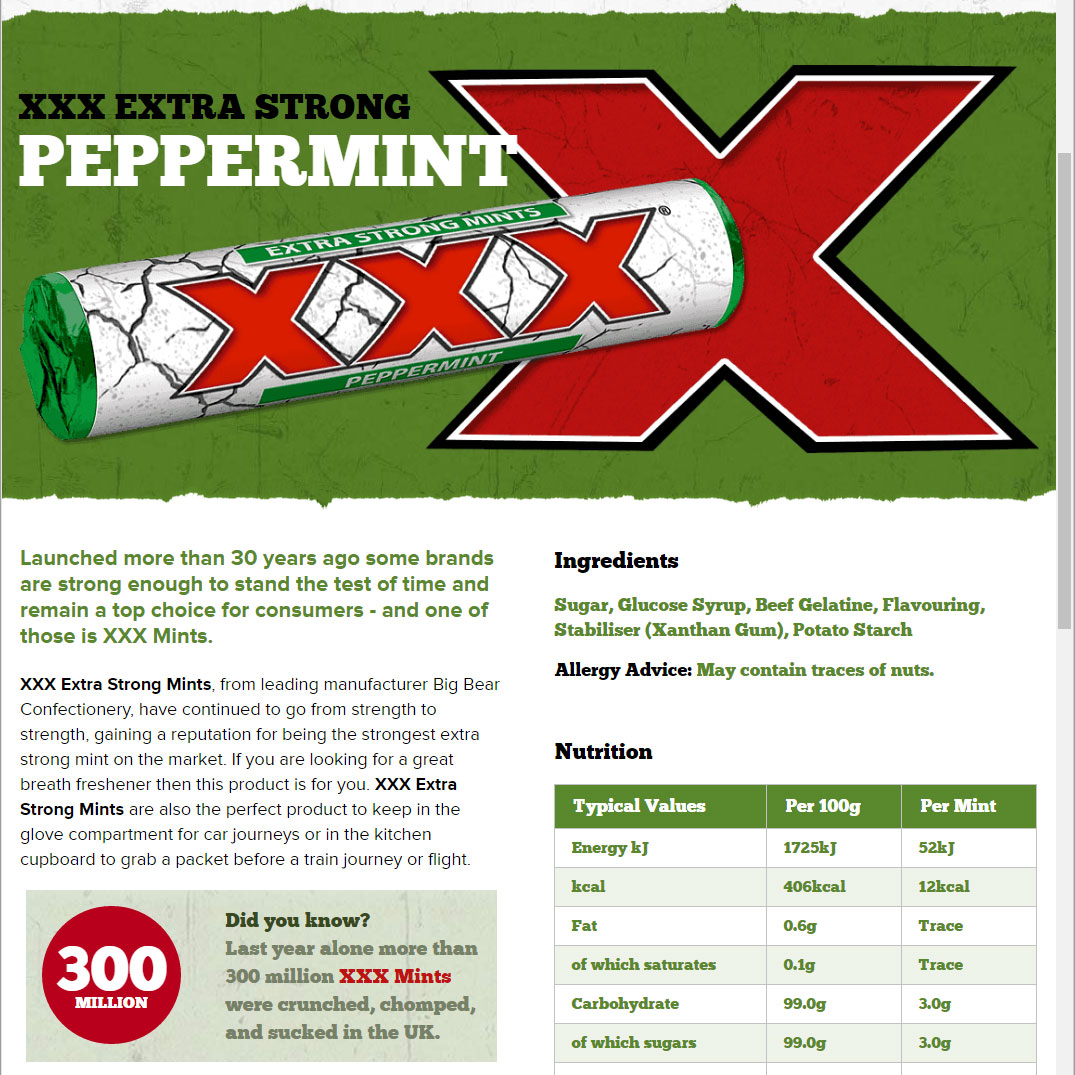 XXX EXTRA STRONG
PEPPERMINT
EXTRA STRONG MINTS
XXX®
PEPPERMINT
Launched more than 30 years ago some brands
are strong enough to stand the test of time and
remain a top choice for consumers - and one of
those is XXX Mints.
XXX Extra Strong Mints, from leading manufacturer Big Bear
Confectionery, have continued to go from strength to
strength, gaining a reputation for being the strongest extra
strong mint on the market. If you are looking for a great
breath freshener then this product is for you. XXX Extra
Strong Mints are also the perfect product to keep in the
glove compartment for car journeys or in the kitchen
cupboard to grab a packet before a train journey or flight.
300
MILLION
Did you know?
Last year alone more than
300 million XXX Mints
were crunched, chomped,
and sucked in the UK.
Ingredients
Sugar, Glucose Syrup, Beef Gelatine, Flavouring,
Stabiliser (Xanthan Gum), Potato Starch
Allergy Advice: May contain traces of nuts.
Nutrition
Typical Values Per 100g Per Mint
Energy kJ 1725kJ 52kJ
kcal 406kcal 12kcal
Fat 0.6g Trace
of which saturates 0.1g Trace
Carbohydrate 99.0g 3.0g
of which sugars 99.0g 3.0g